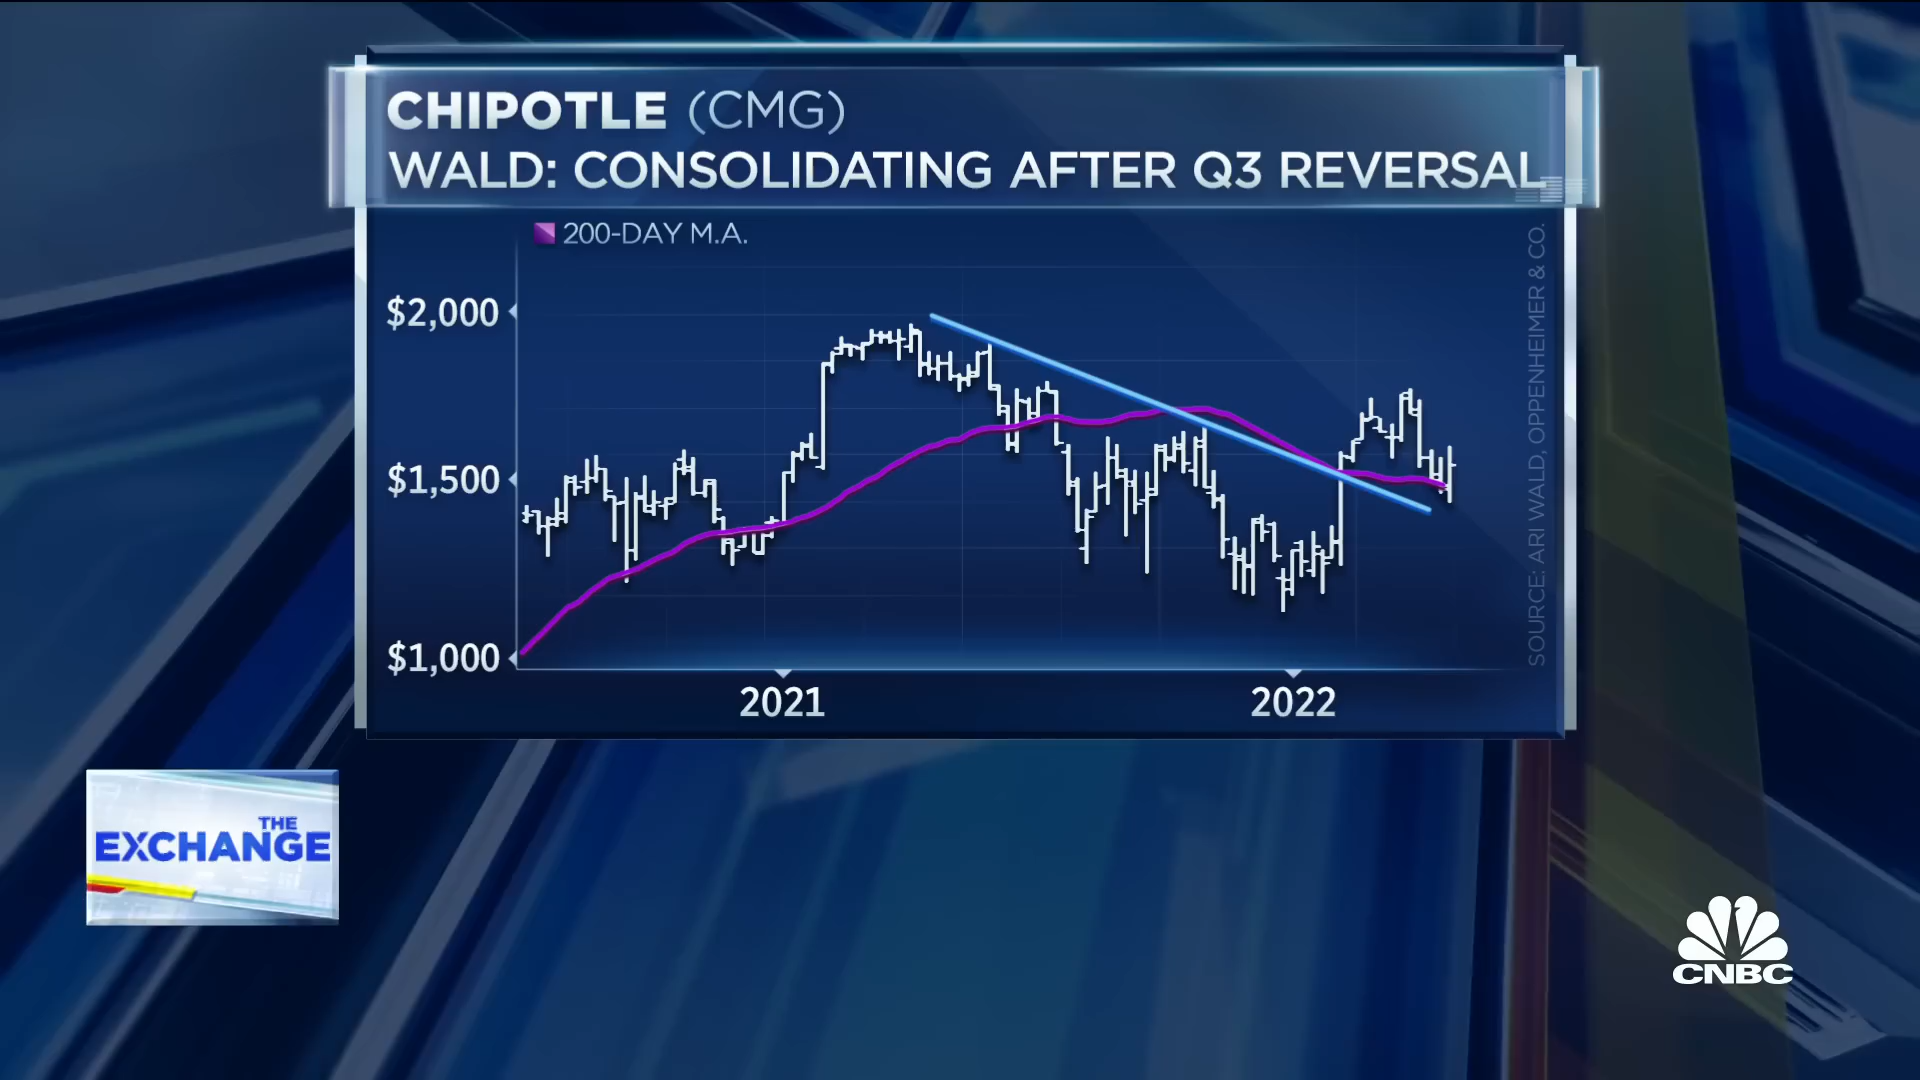 CHIPOTLE (CMG)
WALD: CONSOLIDATING AFTER Q3 REVERSAL
200-DAY M.A.
$2,000
$1,500
$1,000
2021
2022
SOURCE: ARI WALD, OPPENHEIMER & CO.
THE
EXCHANGE
CNBC